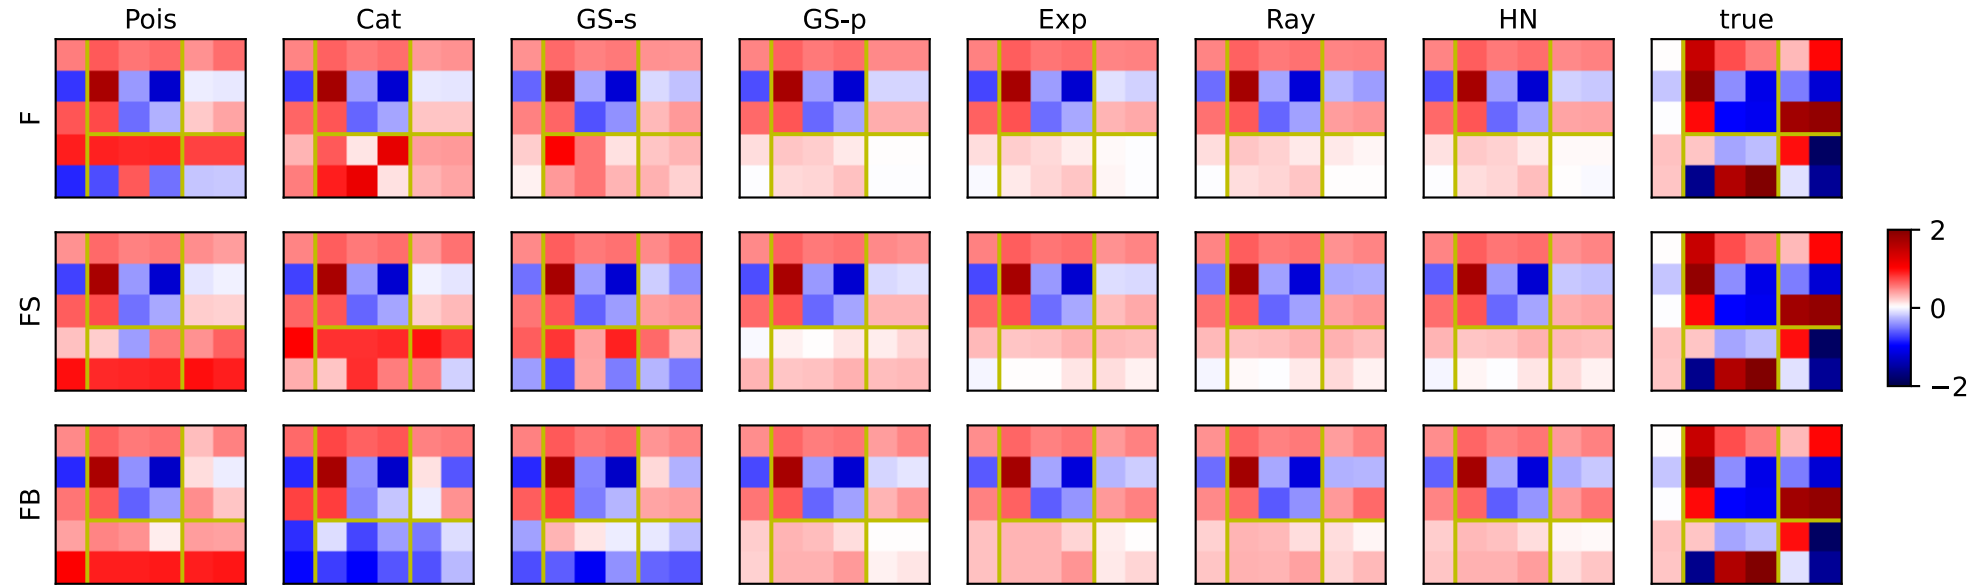 Pois Cat GS-s GS-p Exp Ray HN true
F
FS
2
0
−2
FB